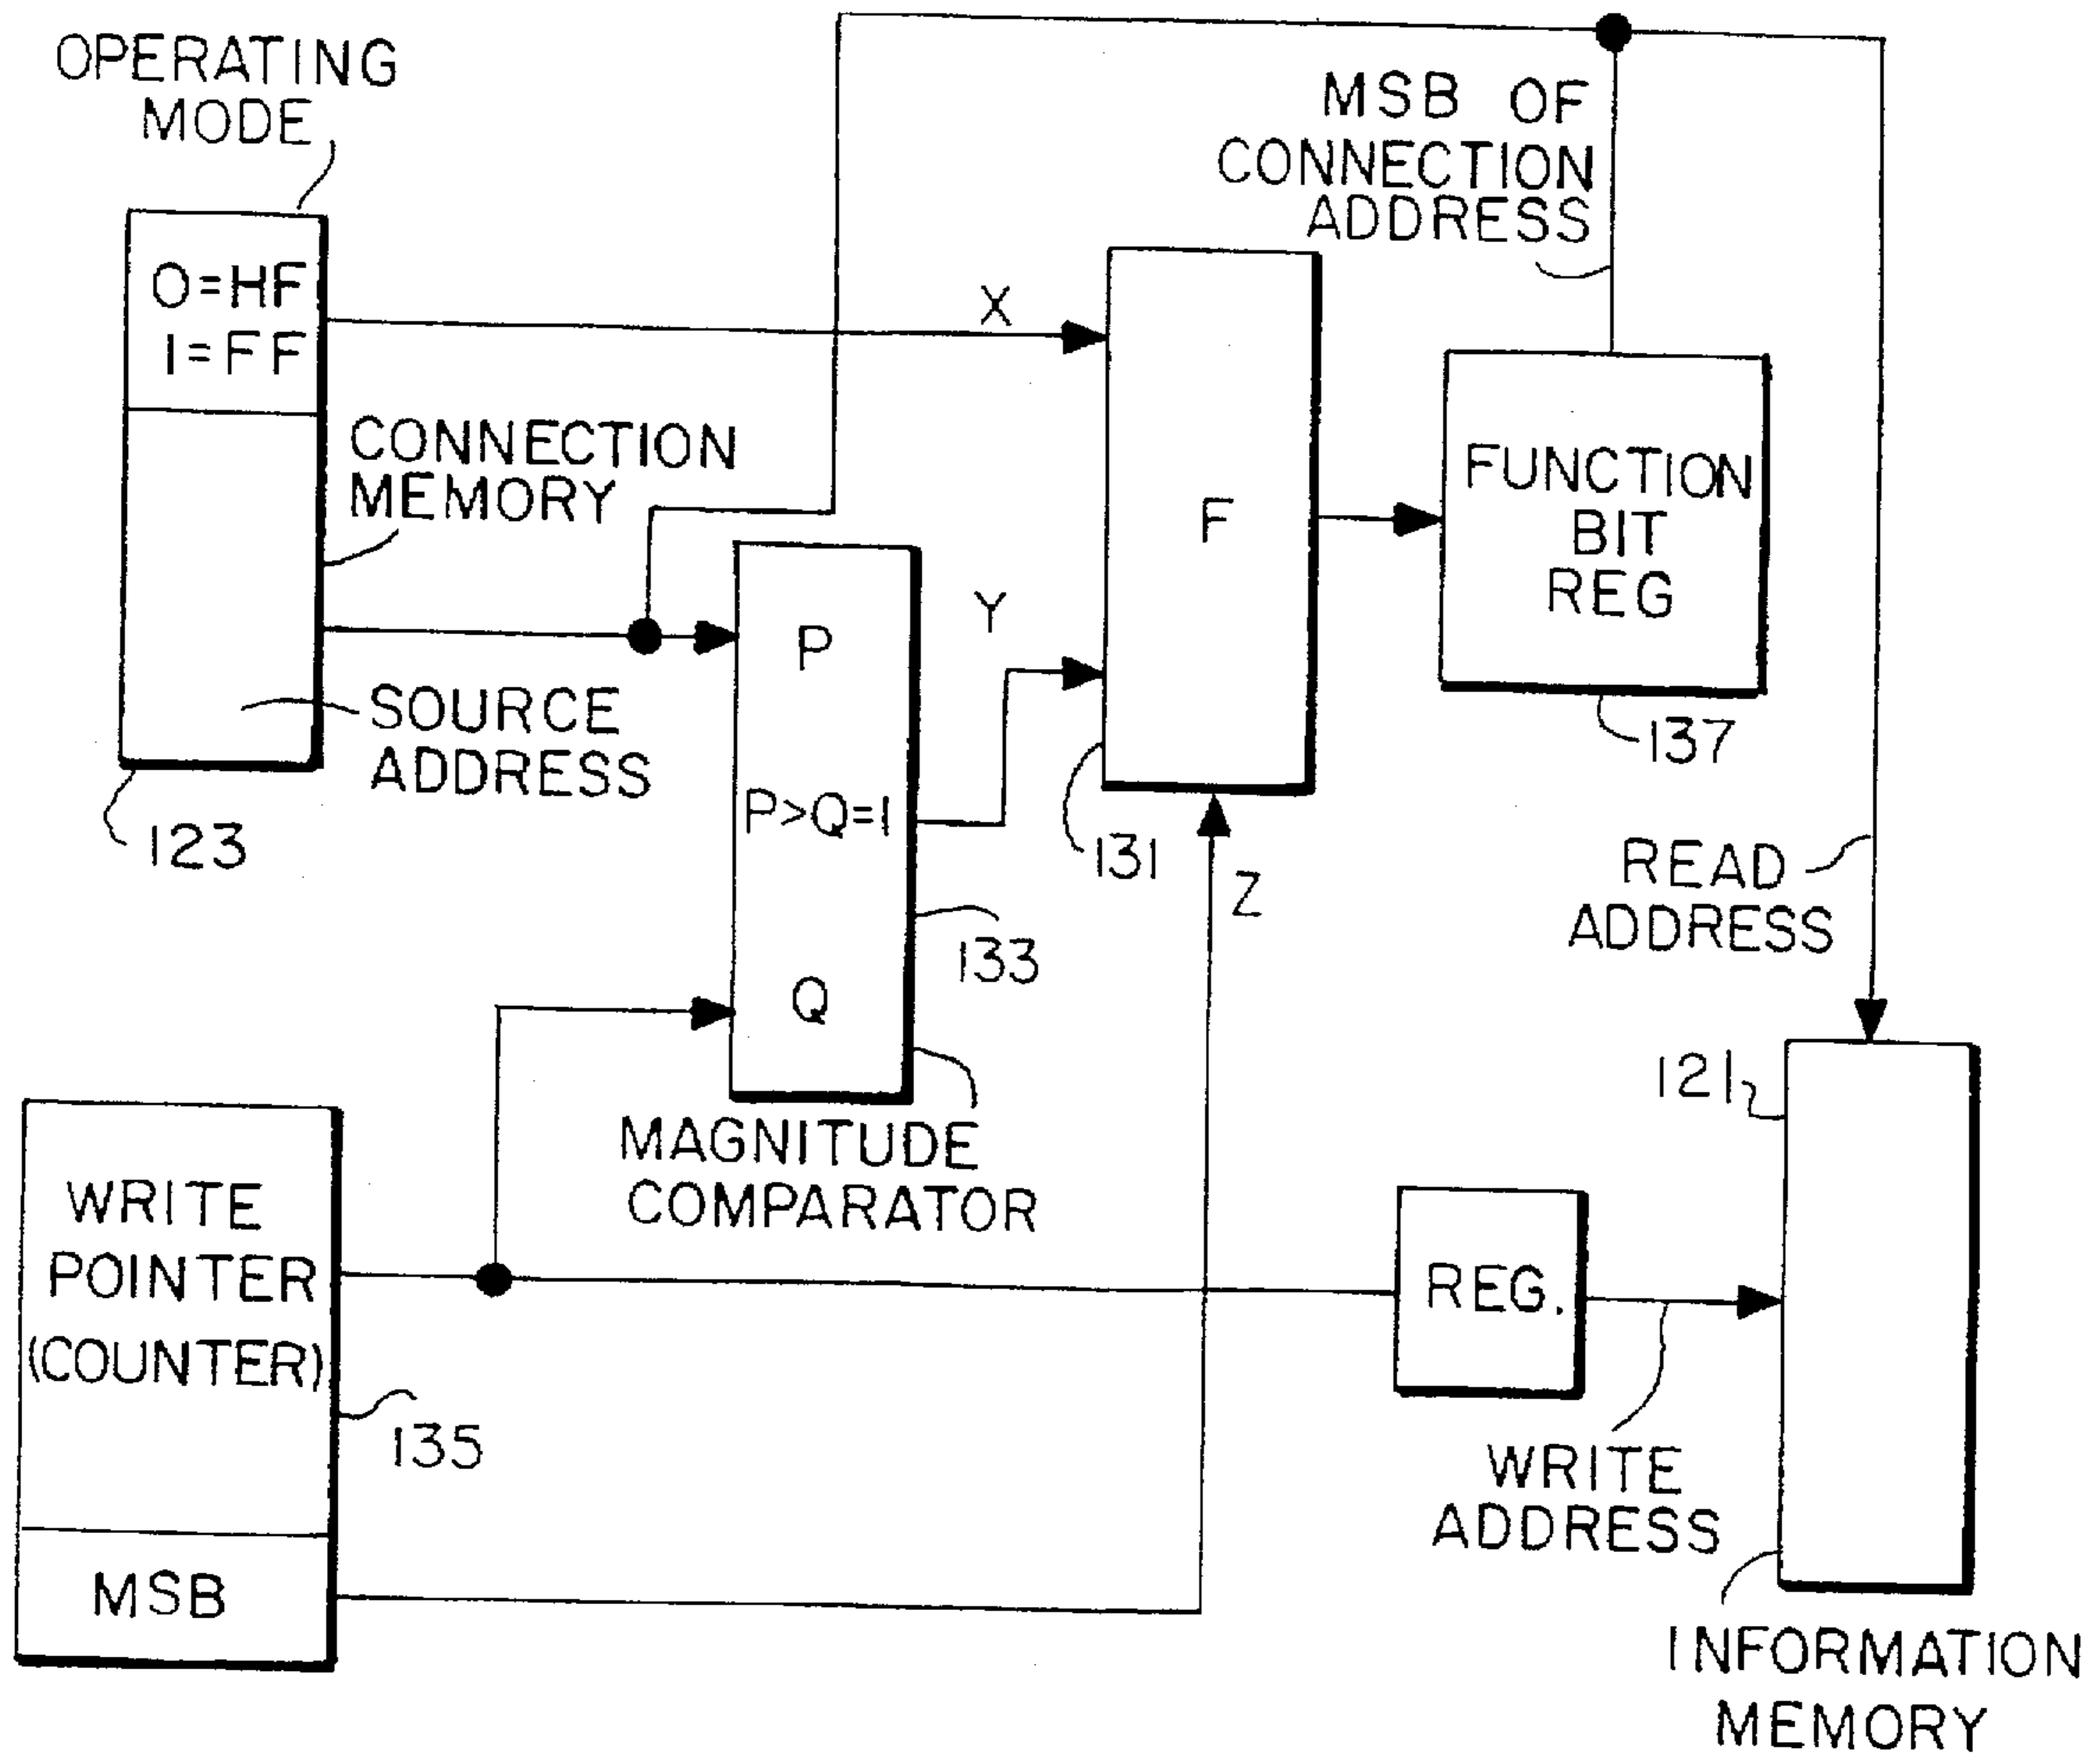 OPERATING
MODE
MSB OF
CONNECTION
ADDRESS
0=HF
1=FF
X
CONNECTION
MEMORY
F
FUNCTION
BIT
REG
Y
P
SOURCE
ADDRESS
137
P>Q=1
123
131
READ
ADDRESS
Z
133
Q
121
MAGNITUDE
COMPARATOR
WRITE
POINTER
(COUNTER)
REG.
135
WRITE
ADDRESS
MSB
INFORMATION
MEMORY